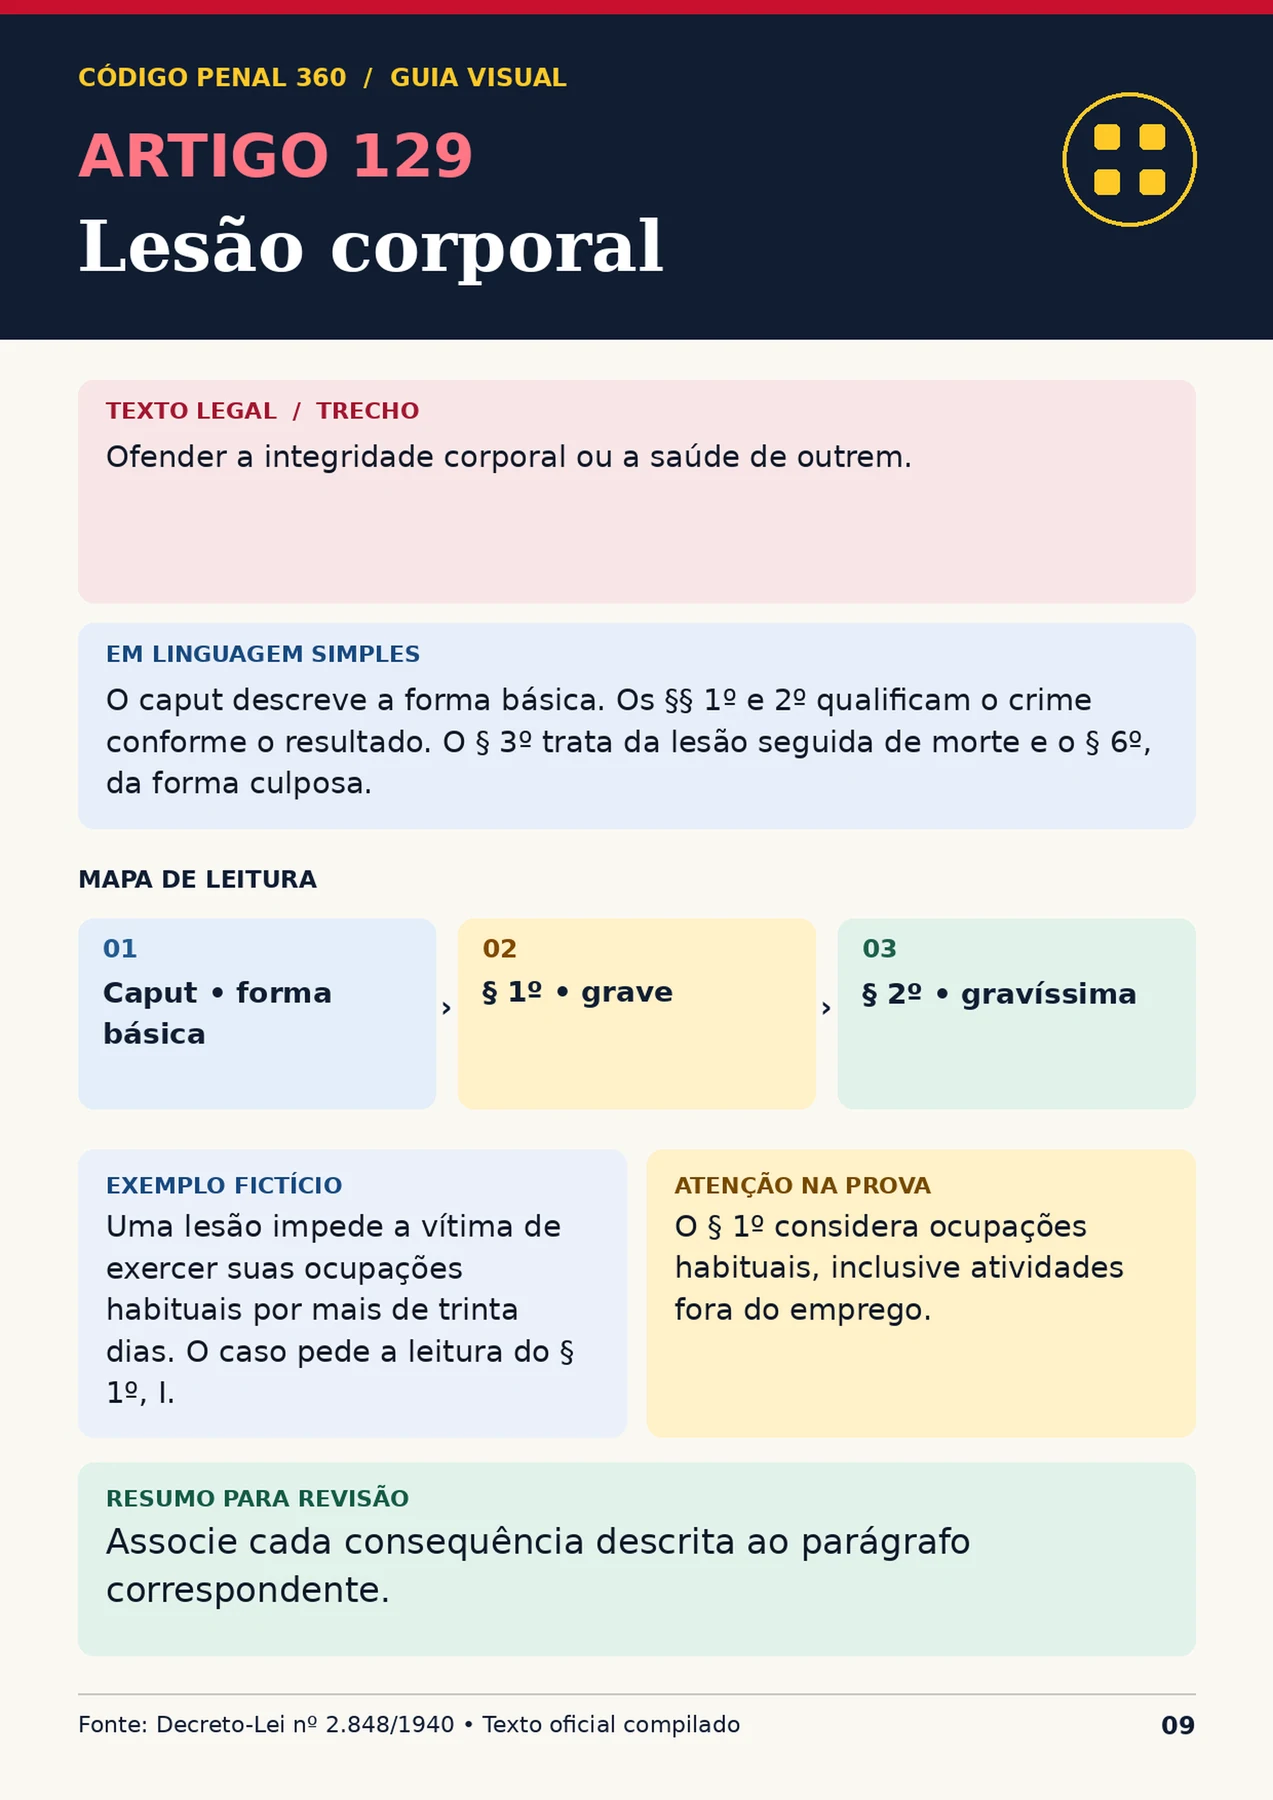 CÓDIGO PENAL 360 / GUIA VISUAL
ARTIGO 129
Lesão corporal
TEXTO LEGAL / TRECHO
Ofender a integridade corporal ou a saúde de outrem.
EM LINGUAGEM SIMPLES
O caput descreve a forma básica. Os §§ 1º e 2º qualificam o crime
conforme o resultado. O § 3º trata da lesão seguida de morte e o § 6º,
da forma culposa.
MAPA DE LEITURA
01
Caput • forma
básica
›
02
§ 1º • grave
›
03
§ 2º • gravíssima
EXEMPLO FICTÍCIO
Uma lesão impede a vítima de
exercer suas ocupações
habituais por mais de trinta
dias. O caso pede a leitura do §
1º, I.
ATENÇÃO NA PROVA
O § 1º considera ocupações
habituais, inclusive atividades
fora do emprego.
RESUMO PARA REVISÃO
Associe cada consequência descrita ao parágrafo
correspondente.
Fonte: Decreto-Lei nº 2.848/1940 • Texto oficial compilado
09